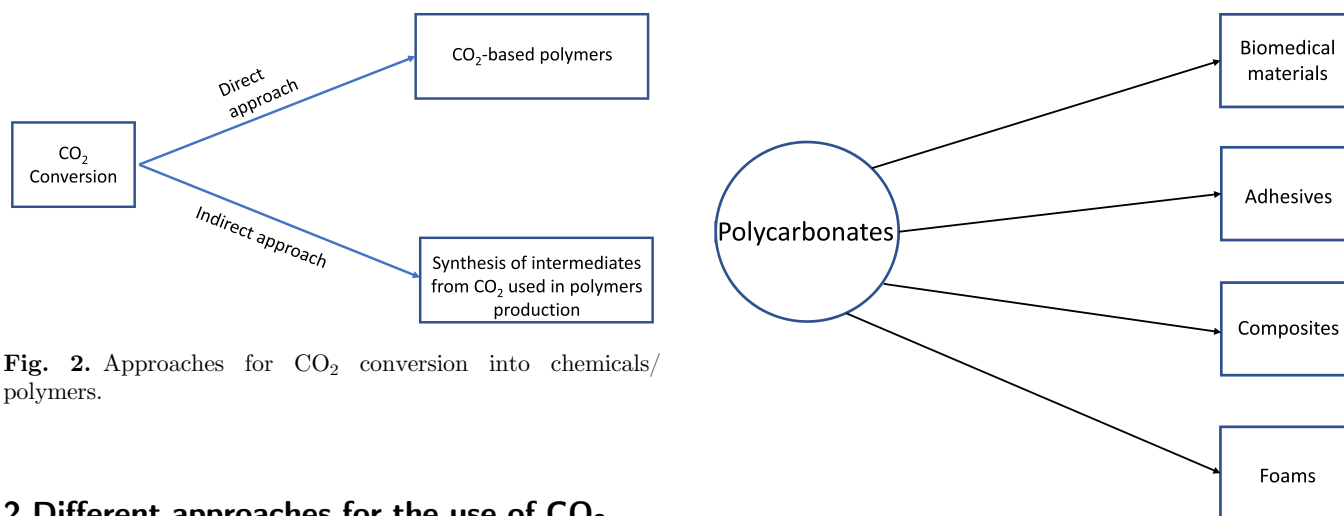 CO₂
Conversion
Direct
approach
Indirect approach
CO₂-based polymers
Synthesis of intermediates
from CO₂ used in polymers
production
Fig. 2. Approaches for CO₂ conversion into chemicals/
polymers.
2 Different approaches for the use of CO₂
Polycarbonates
Biomedical
materials
Adhesives
Composites
Foams